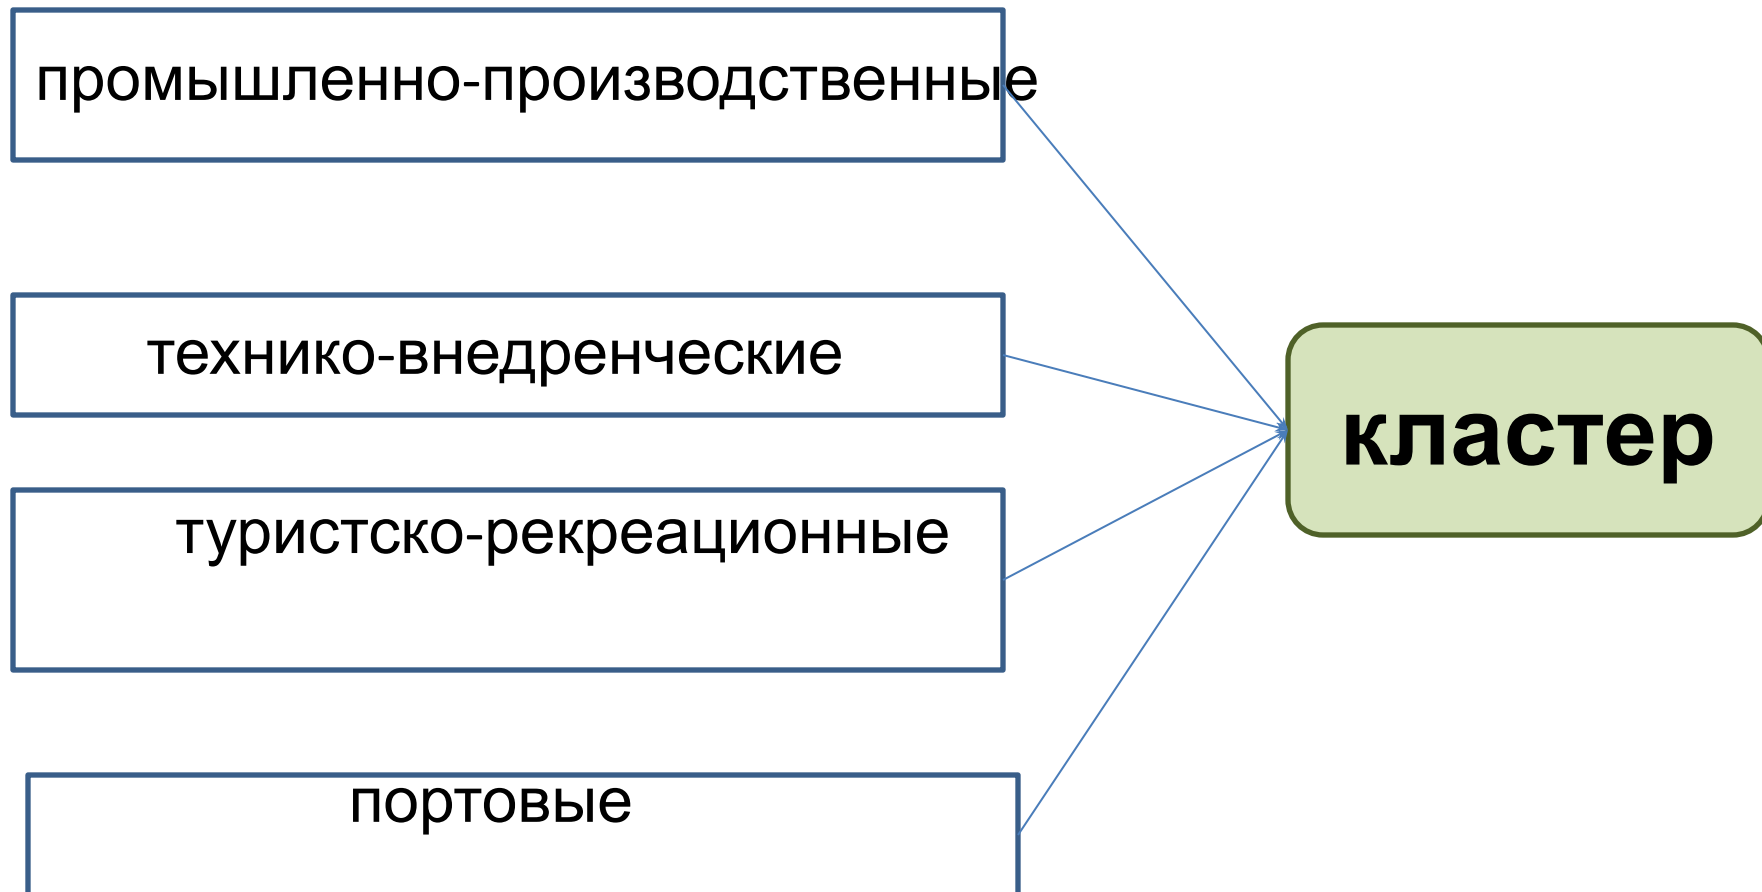 промышленно-производственные
технико-внедренческие
туристско-рекреационные
портовые
кластер